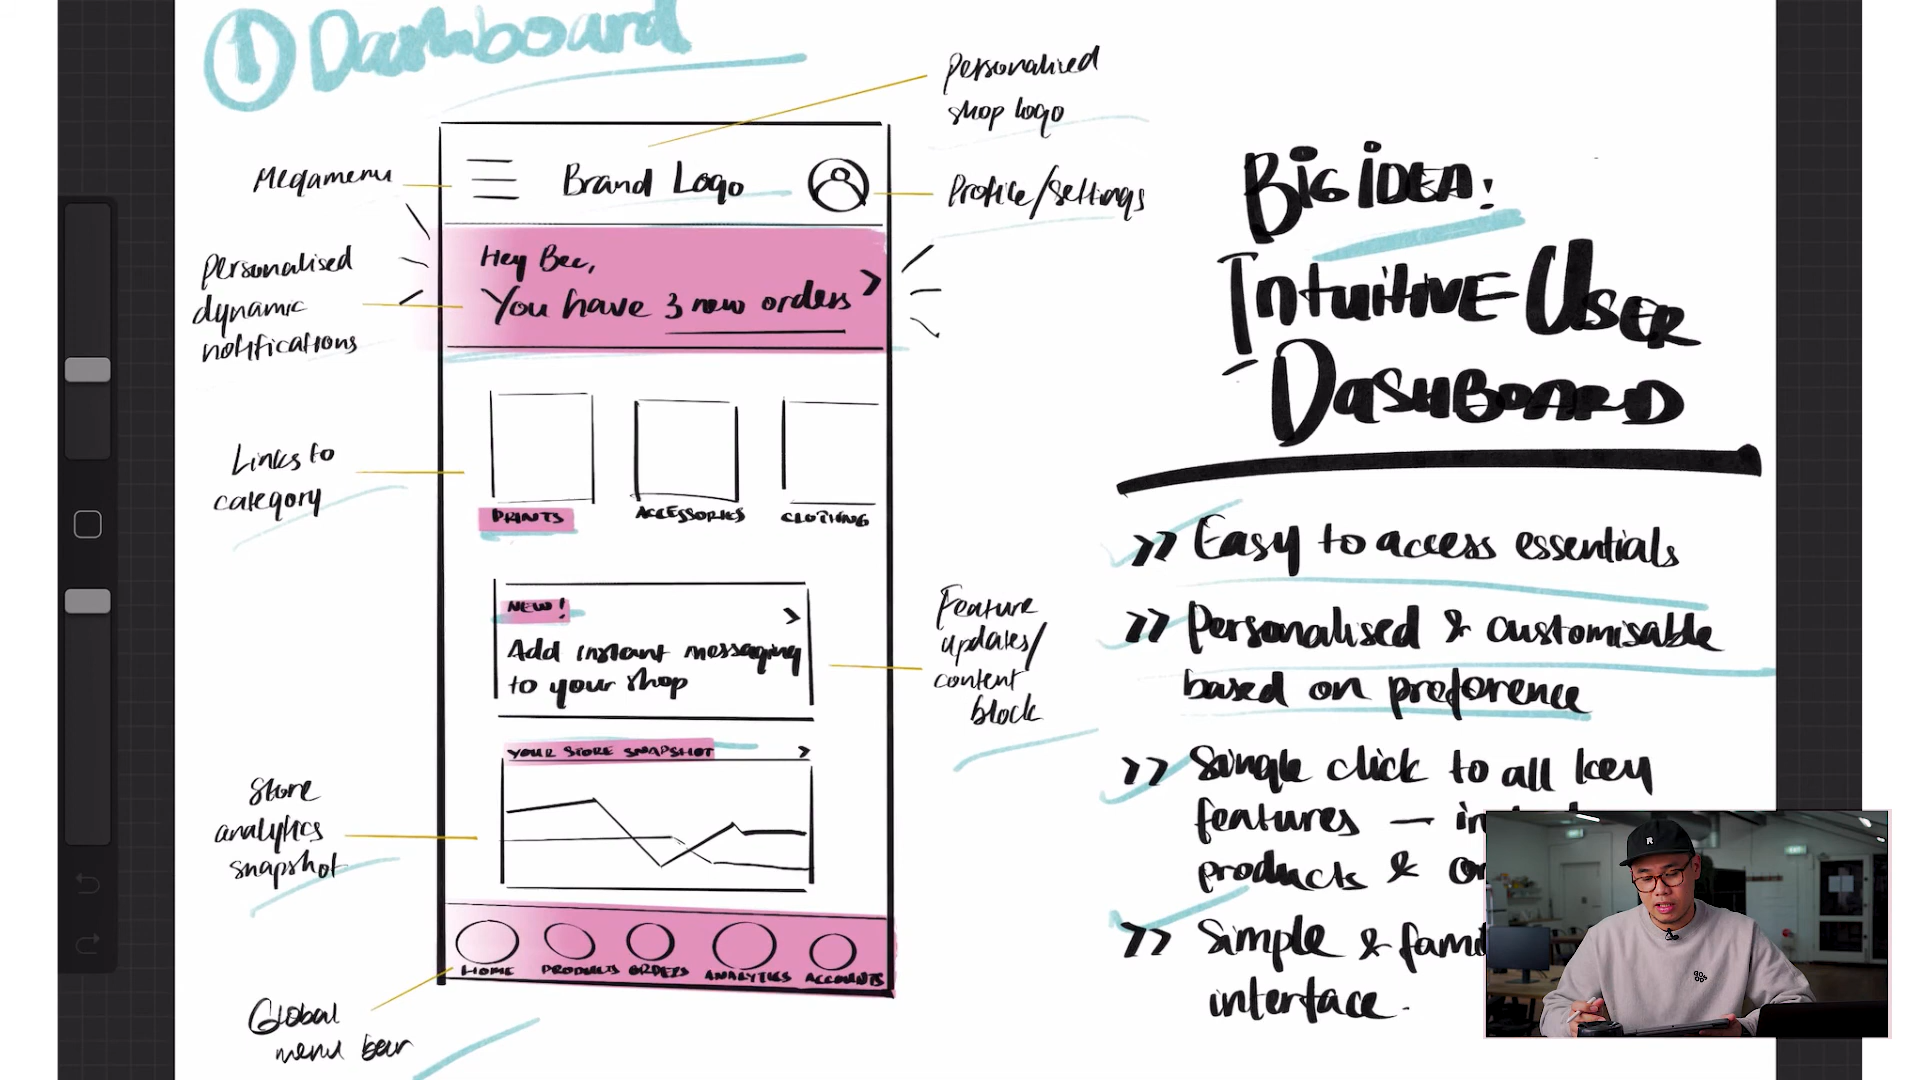 1 Dashboard
Personalised
shop logo
Megamenu
Brand Logo
Profile/Settings
Personalised
dynamic
notifications
Hey Bee,
You have 3 new orders
Links to
category
PRINTS
ACCESSORIES
CLOTHING
NEW!
Add instant messaging
to your shop
Feature
updates/
content
block
YOUR STORE SNAPSHOT
Store
analytics
snapshot
HOME
PRODUCTS
ORDERS
ANALYTICS
ACCOUNTS
Global
menu bar
BIG IDEA:
INTUITIVE USER
DASHBOARD
Easy to access essentials
Personalised & customisable
based on preference
Single click to all key
features —
products &
Simple &
interface.
R